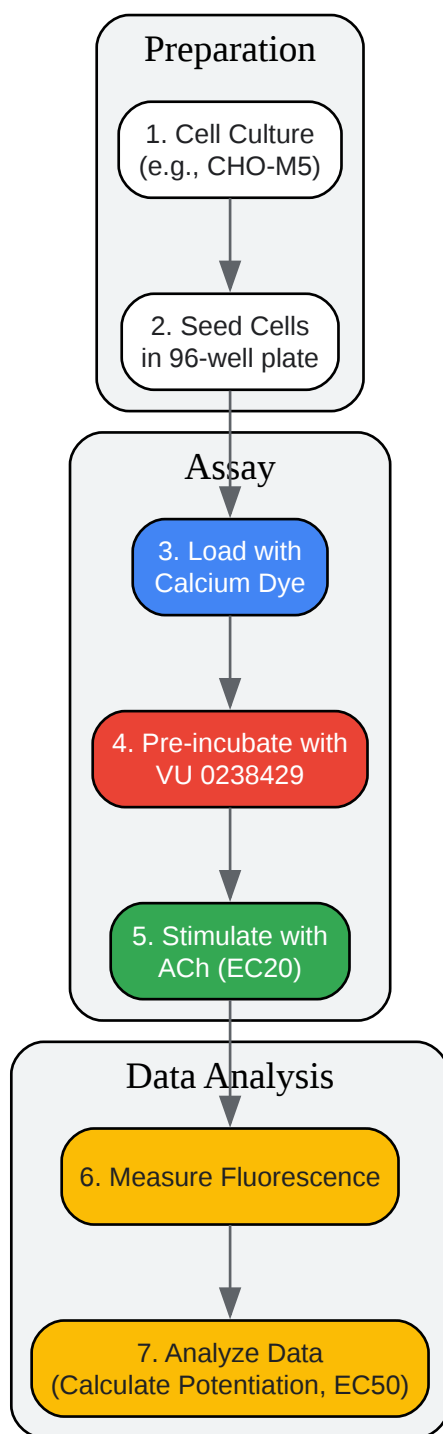 Preparation
1. Cell Culture
(e.g., CHO-M5)
2. Seed Cells
in 96-well plate
Assay
3. Load with
Calcium Dye
4. Pre-incubate with
VU 0238429
5. Stimulate with
ACh (EC20)
Data Analysis
6. Measure Fluorescence
7. Analyze Data
(Calculate Potentiation, EC50)